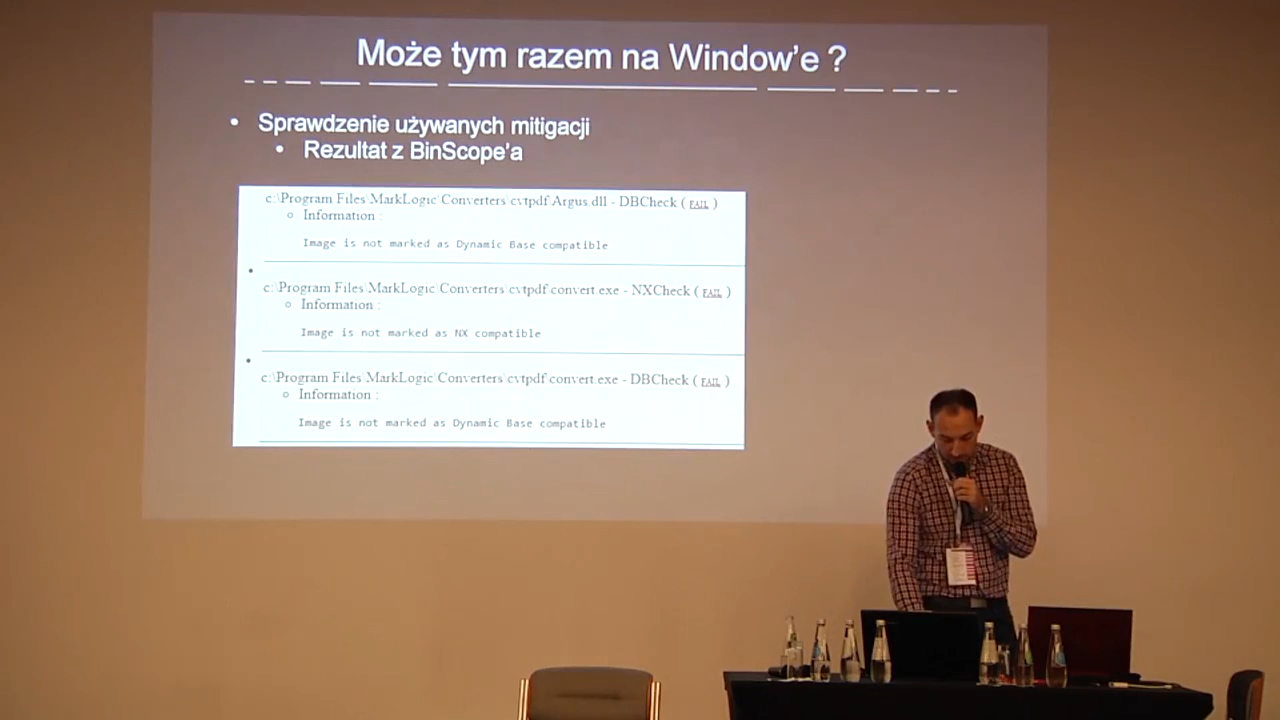 Może tym razem na Window'e ?
• Sprawdzenie używanych mitigacji
• Rezultat z BinScope'a
c:\Program Files\MarkLogic\Converters\cvtpdf\Argus.dll - DBCheck ( FAIL )
Information :
Image is not marked as Dynamic Base compatible
c:\Program Files\MarkLogic\Converters\cvtpdf\convert.exe - NXCheck ( FAIL )
Information :
Image is not marked as NX compatible
c:\Program Files\MarkLogic\Converters\cvtpdf\convert.exe - DBCheck ( FAIL )
Information :
Image is not marked as Dynamic Base compatible